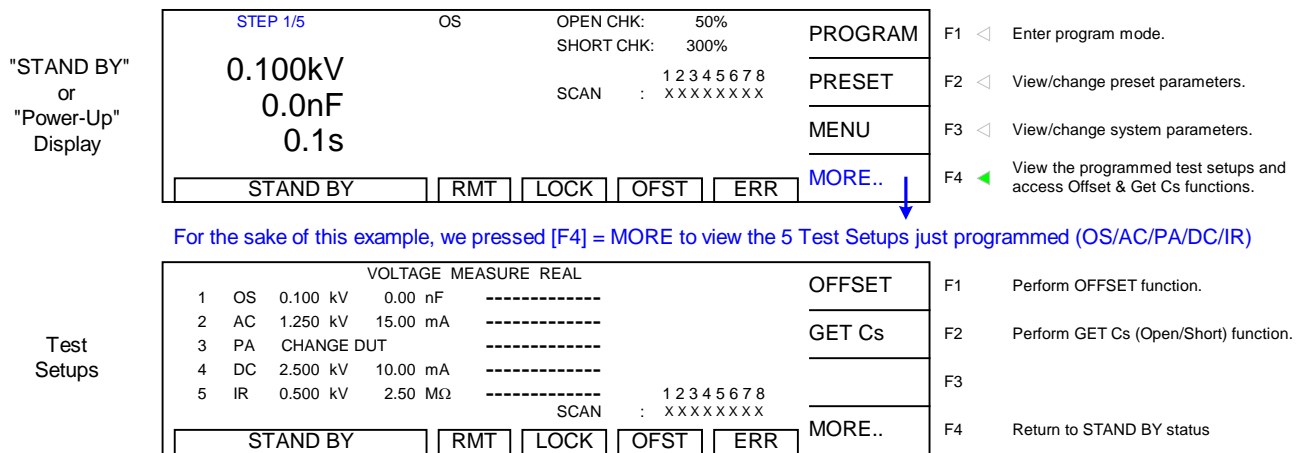 "STAND BY"
or
"Power-Up"
Display
STEP 1/5 OS OPEN CHK: 50%
SHORT CHK: 300%
0.100kV
0.0nF
0.1s
1 2 3 4 5 6 7 8
SCAN : X X X X X X X X
STAND BY RMT LOCK OFST ERR
PROGRAM F1 Enter program mode.
PRESET F2 View/change preset parameters.
MENU F3 View/change system parameters.
MORE.. F4 View the programmed test setups and
access Offset & Get Cs functions.
For the sake of this example, we pressed [F4] = MORE to view the 5 Test Setups just programmed (OS/AC/PA/DC/IR)
Test
Setups
VOLTAGE MEASURE REAL
1 OS 0.100 kV 0.00 nF -------------
2 AC 1.250 kV 15.00 mA -------------
3 PA CHANGE DUT -------------
4 DC 2.500 kV 10.00 mA -------------
5 IR 0.500 kV 2.50 MΩ -------------
1 2 3 4 5 6 7 8
SCAN : X X X X X X X X
STAND BY RMT LOCK OFST ERR
OFFSET F1 Perform OFFSET function.
GET Cs F2 Perform GET Cs (Open/Short) function.
F3
MORE.. F4 Return to STAND BY status